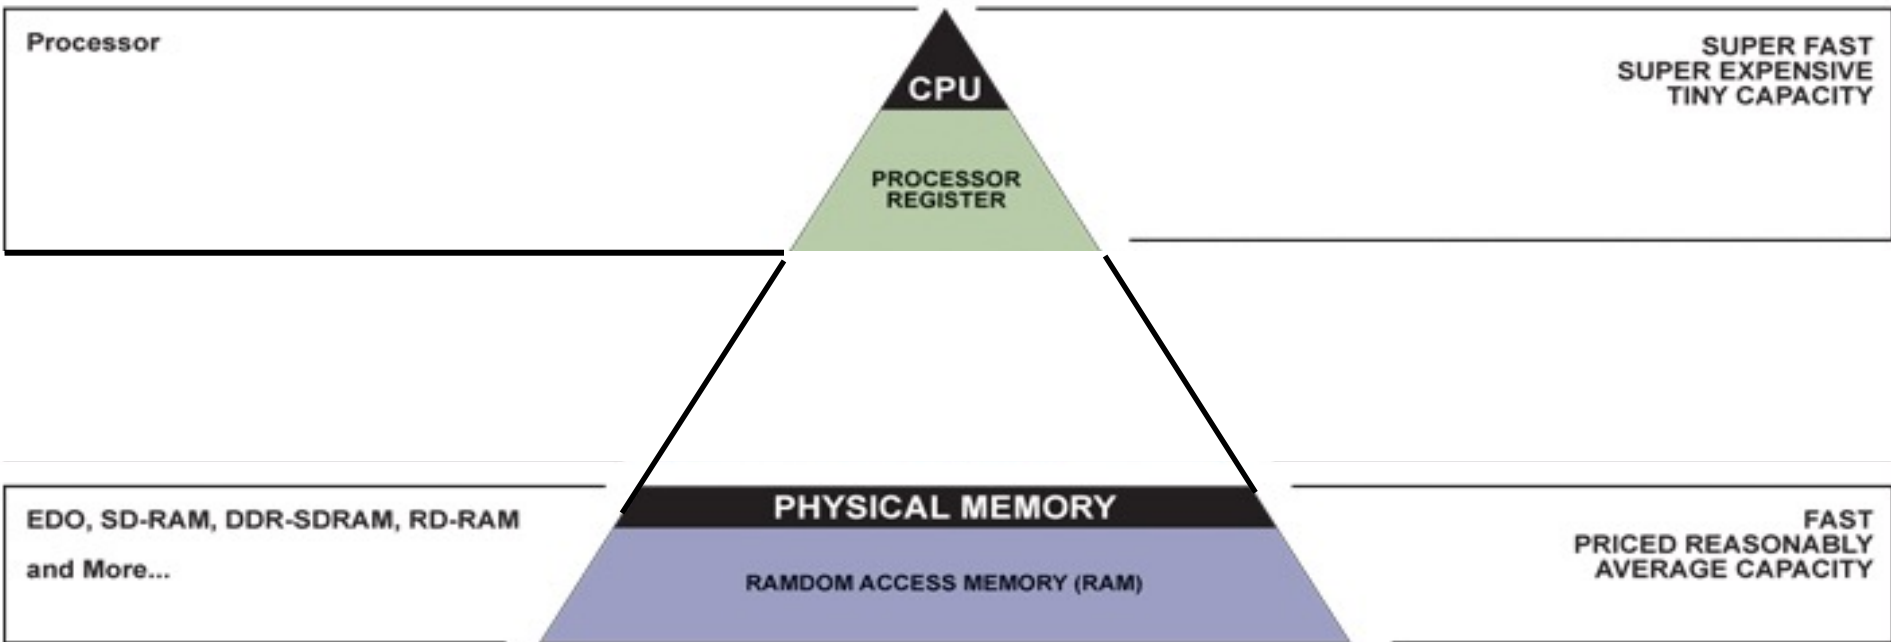 Processor
CPU
SUPER FAST
SUPER EXPENSIVE
TINY CAPACITY
PROCESSOR
REGISTER
EDO, SD-RAM, DDR-SDRAM, RD-RAM
and More...
PHYSICAL MEMORY
RAMDOM ACCESS MEMORY (RAM)
FAST
PRICED REASONABLY
AVERAGE CAPACITY